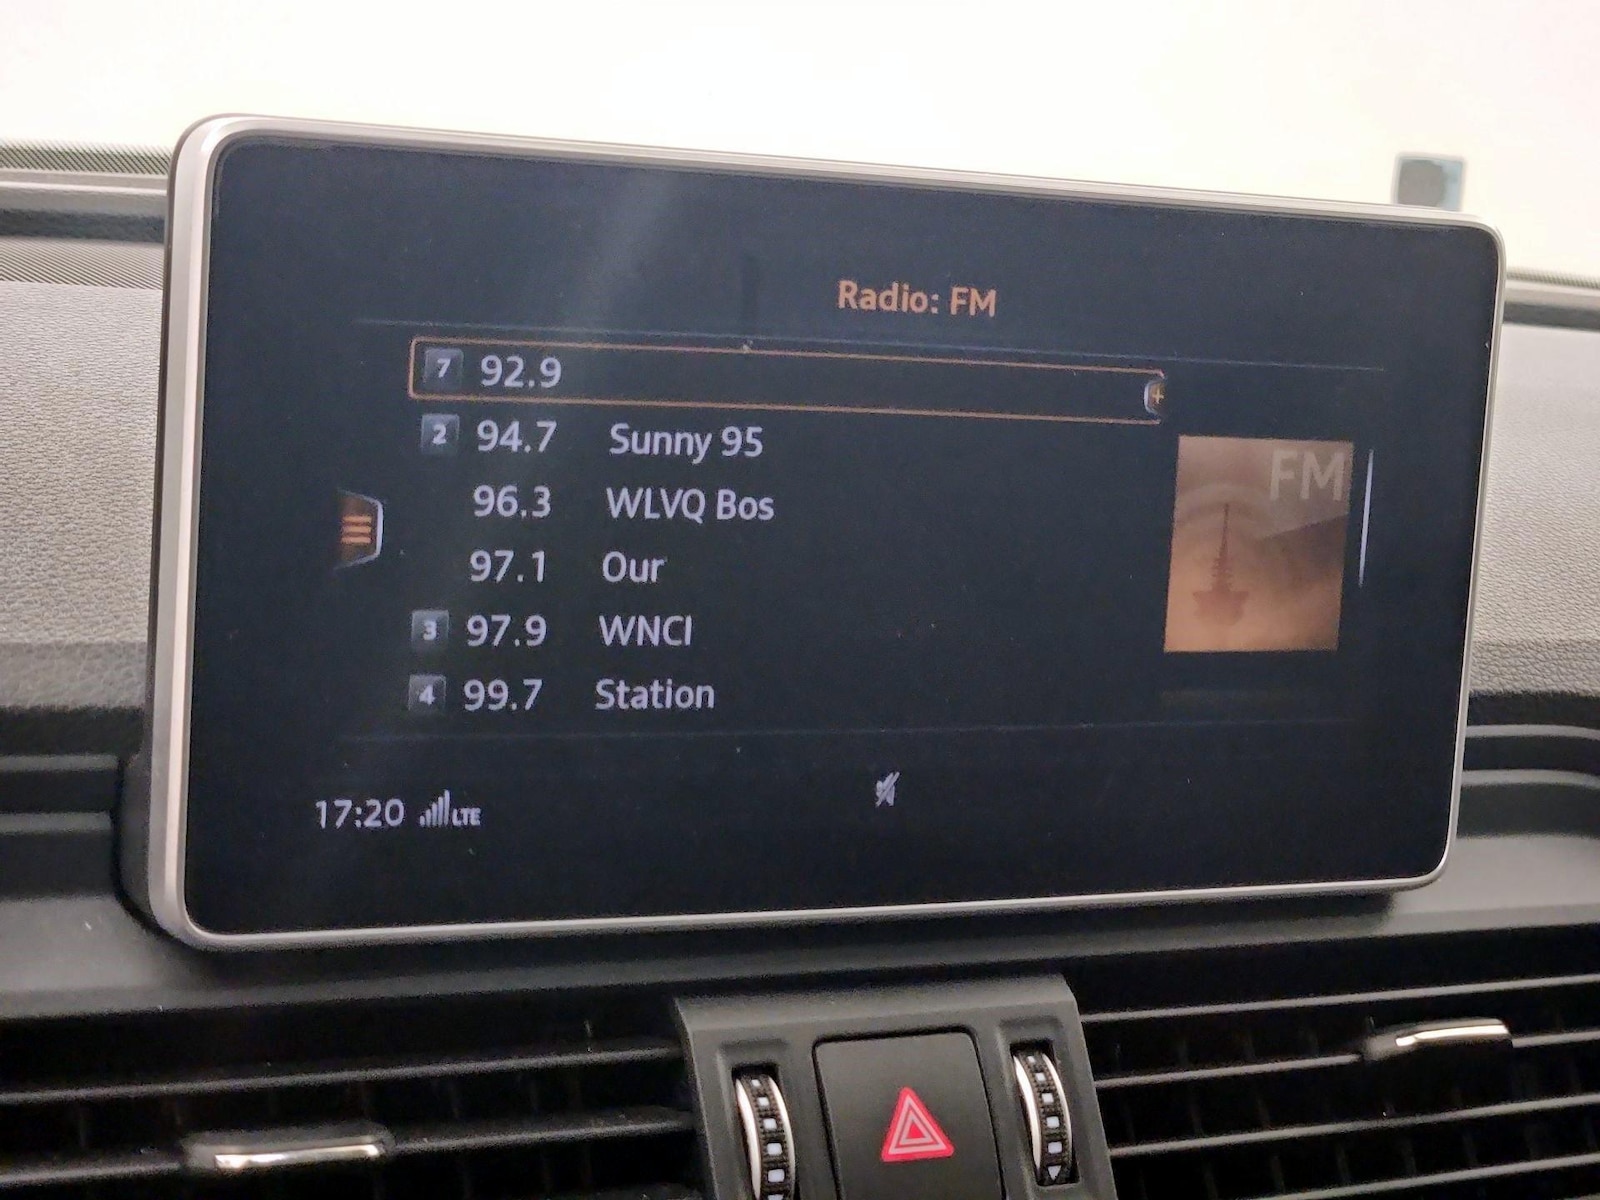 Radio: FM
7 92.9
2 94.7 Sunny 95
96.3 WLVQ Bos
97.1 Our
3 97.9 WNCI
4 99.7 Station
FM
17:20 LTE